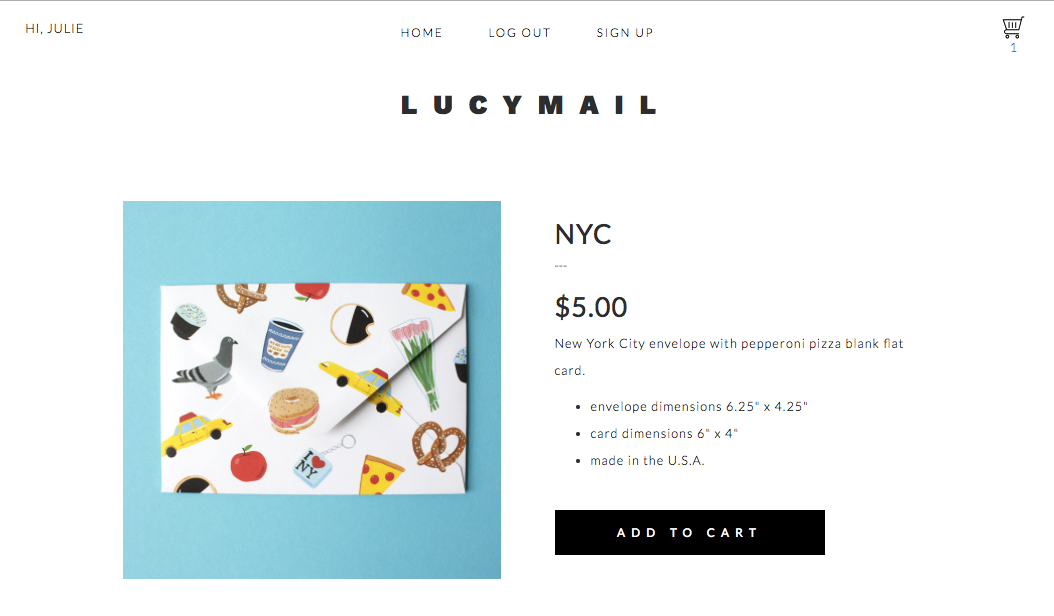 HI, JULIE
HOME LOG OUT SIGN UP
1
LUCYMAIL
NYC
---
$5.00
New York City envelope with pepperoni pizza blank flat
card.
• envelope dimensions 6.25" x 4.25"
• card dimensions 6" x 4"
• made in the U.S.A.
I ♥
NY
ADD TO CART